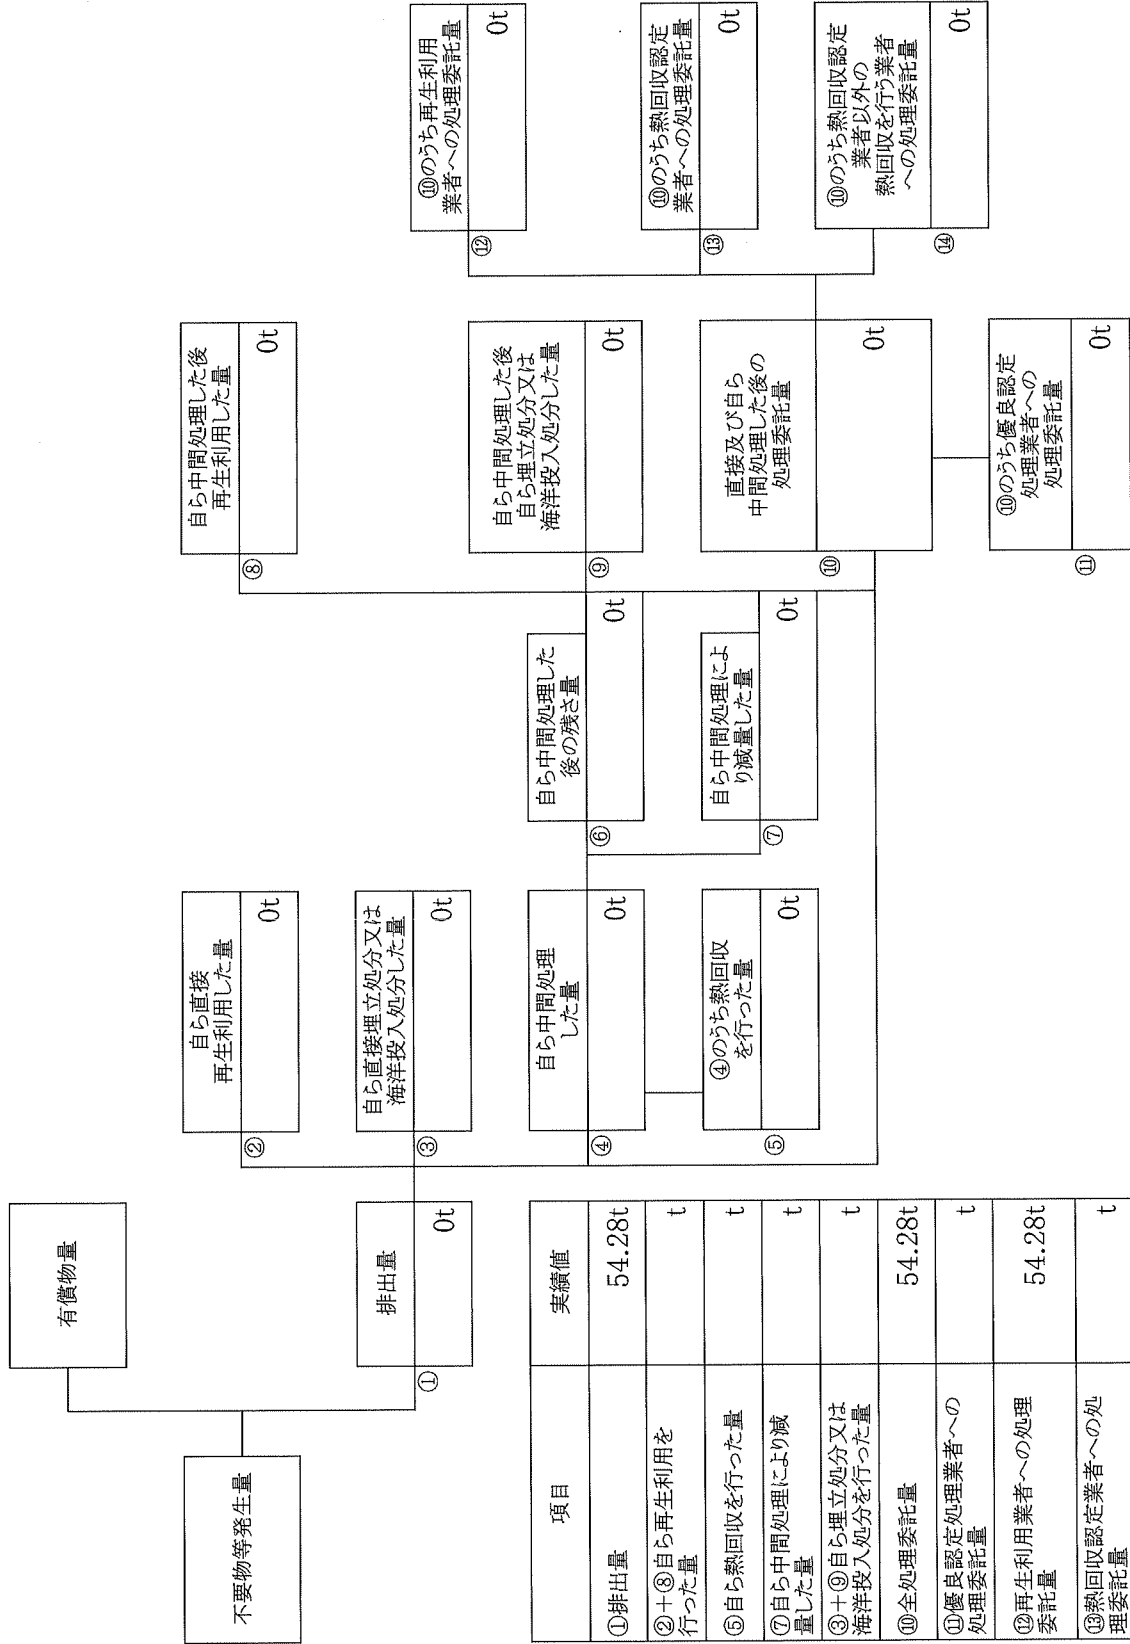 不要物等発生量
有償物量
①
排出量
0t
②
自ら直接
再生利用した量
0t
③
自ら直接埋立処分又は
海洋投入処分した量
0t
④
自ら中間処理
した量
0t
⑤
④のうち熱回収
を行った量
0t
⑥
自ら中間処理した
後の残さ量
0t
⑦
自ら中間処理によ
り減量した量
0t
⑧
自ら中間処理した後
再生利用した量
0t
⑨
自ら中間処理した後
自ら埋立処分又は
海洋投入処分した量
0t
⑩
直接及び自ら
中間処理した後の
処理委託量
0t
⑪
⑩のうち優良認定
処理業者への
処理委託量
0t
⑫
⑩のうち再生利用
業者への処理委託量
0t
⑬
⑩のうち熱回収認定
業者への処理委託量
0t
⑭
⑩のうち熱回収認定
業者以外の
熱回収を行う業者
への処理委託量
0t
項目 実績値
①排出量 54.28t
②+⑧自ら再生利用を
行った量 t
⑤自ら熱回収を行った量 t
⑦自ら中間処理により減
量した量 t
③+⑨自ら埋立処分又は
海洋投入処分を行った量 t
⑩全処理委託量 54.28t
⑪優良認定処理業者への
処理委託量 t
⑫再生利用業者への処理
委託量 54.28t
⑬熱回収認定業者への処
理委託量 t